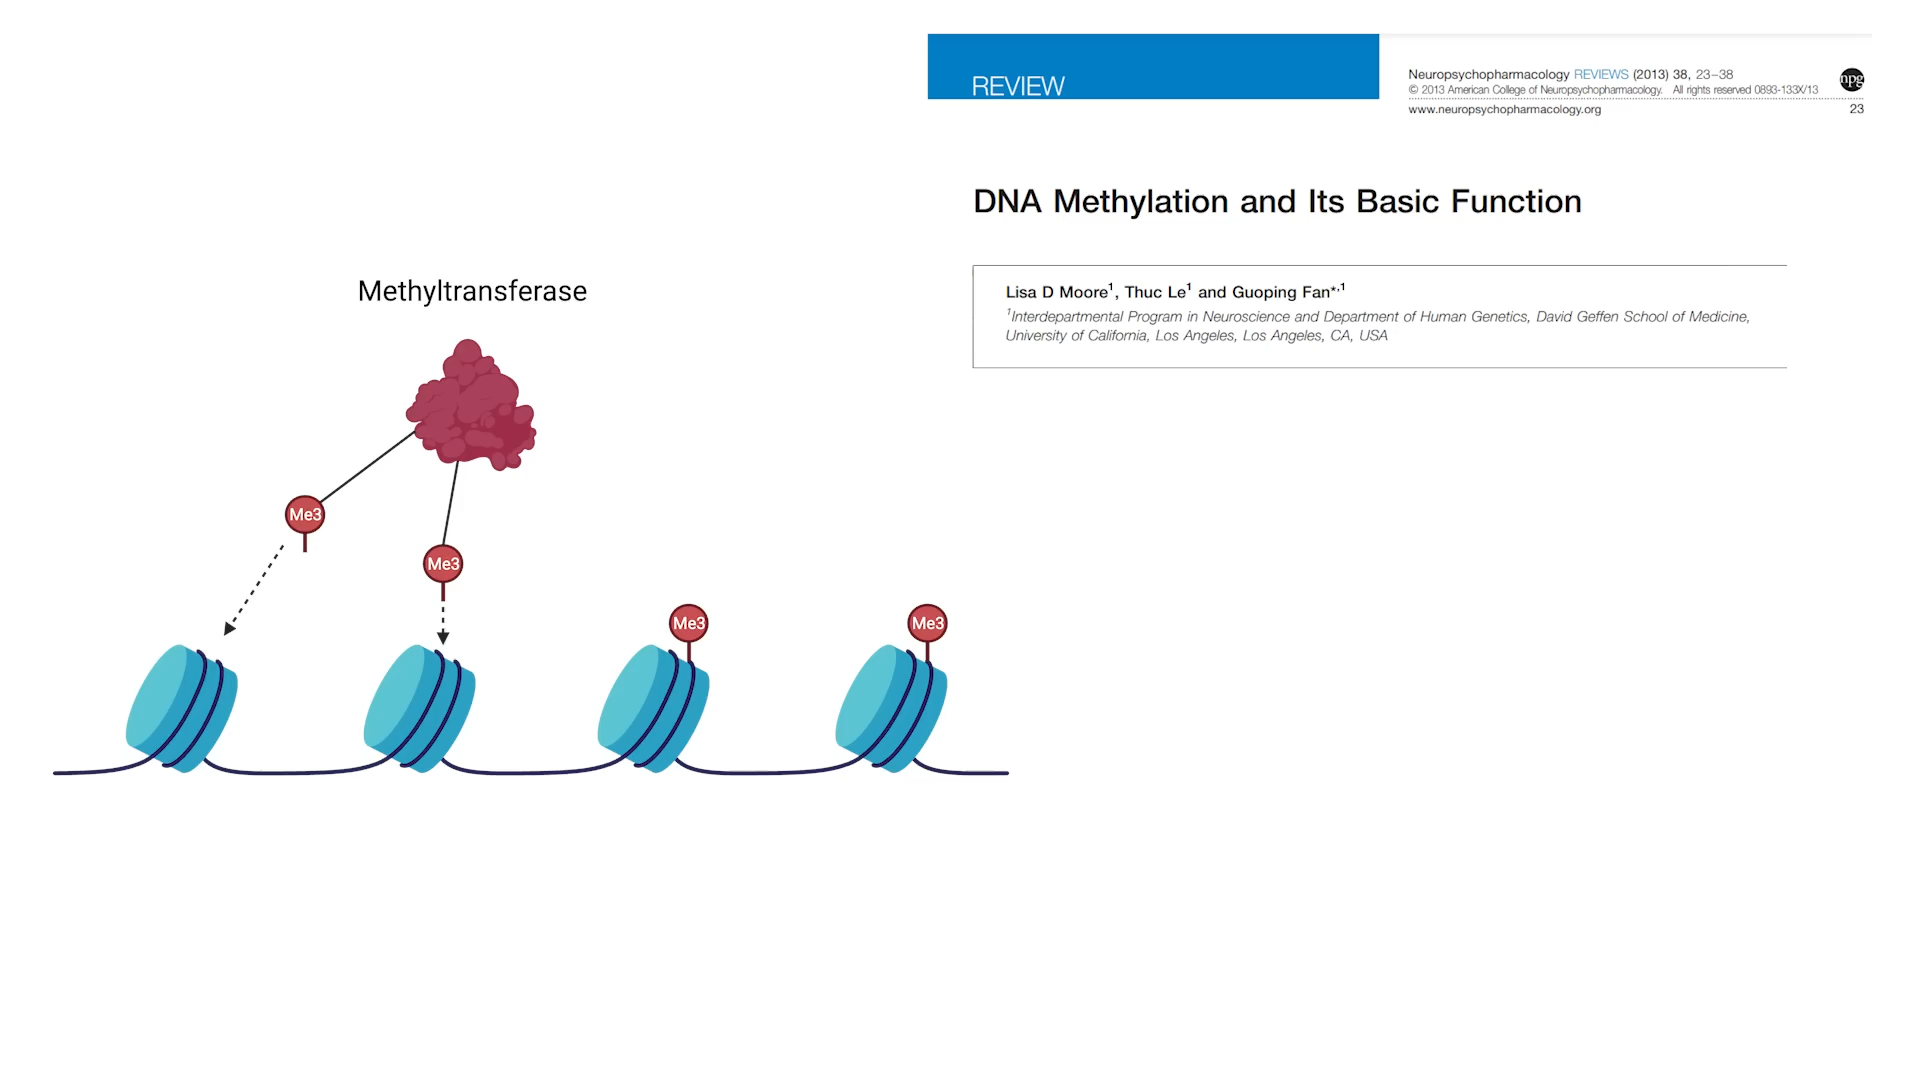 REVIEW
Neuropsychopharmacology REVIEWS (2013) 38, 23–38
© 2013 American College of Neuropsychopharmacology. All rights reserved 0893-133X/13
npg
www.neuropsychopharmacology.org 23
DNA Methylation and Its Basic Function
Lisa D Moore¹, Thuc Le¹ and Guoping Fan*,¹
¹Interdepartmental Program in Neuroscience and Department of Human Genetics, David Geffen School of Medicine,
University of California, Los Angeles, Los Angeles, CA, USA
Methyltransferase
Me3
Me3
Me3
Me3